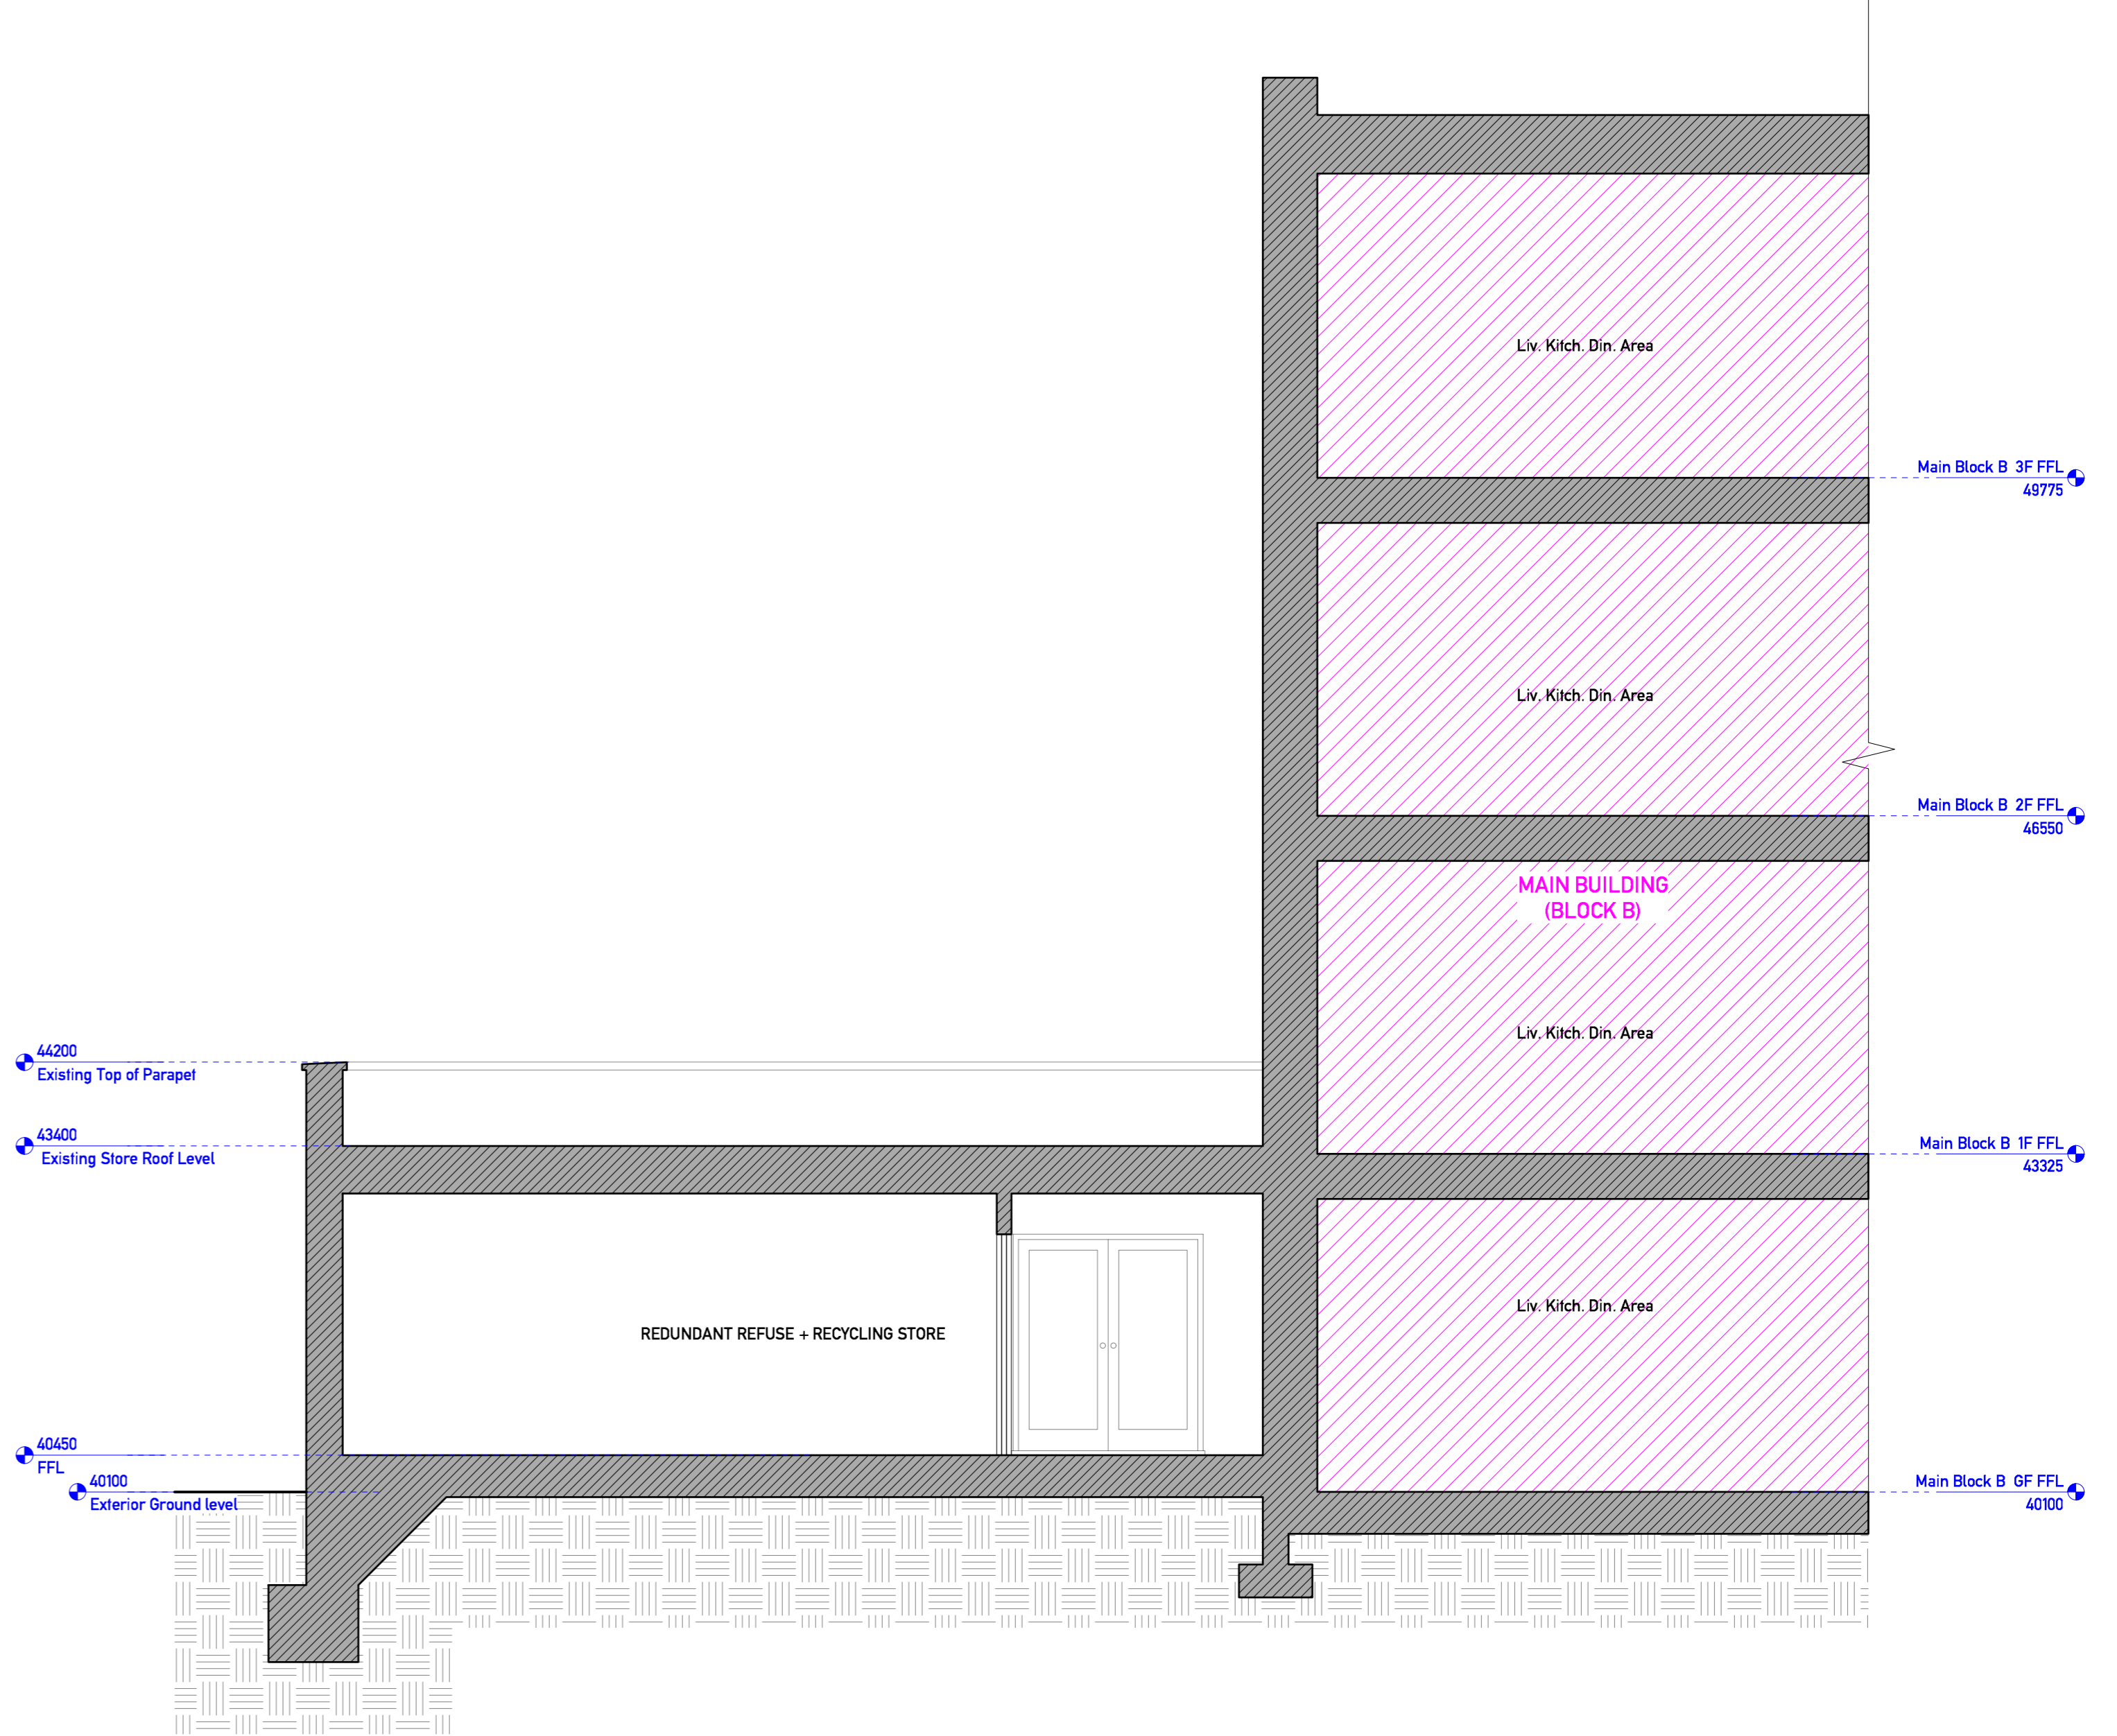 Liv. Kitch. Din. Area
Main Block B 3F FFL
49775
Liv. Kitch. Din. Area
Main Block B 2F FFL
46550
MAIN BUILDING
(BLOCK B)
Liv. Kitch. Din. Area
44200
Existing Top of Parapet
43400
Existing Store Roof Level
Main Block B 1F FFL
43325
Liv. Kitch. Din. Area
REDUNDANT REFUSE + RECYCLING STORE
40450
FFL
40100
Exterior Ground level
Main Block B GF FFL
40100